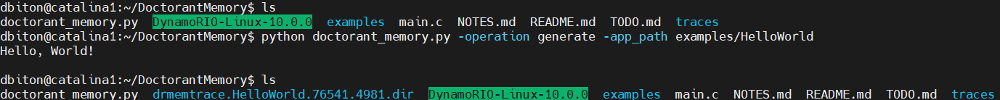 dbiton@catalina1:~/DoctorantMemory$ ls
doctorant_memory.py  DynamoRIO-Linux-10.0.0  examples  main.c  NOTES.md  README.md  TODO.md  traces
dbiton@catalina1:~/DoctorantMemory$ python doctorant_memory.py -operation generate -app_path examples/HelloWorld
Hello, World!
dbiton@catalina1:~/DoctorantMemory$ ls
doctorant_memory.py  drmemtrace.HelloWorld.76541.4981.dir  DynamoRIO-Linux-10.0.0  examples  main.c  NOTES.md  README.md  TODO.md  traces